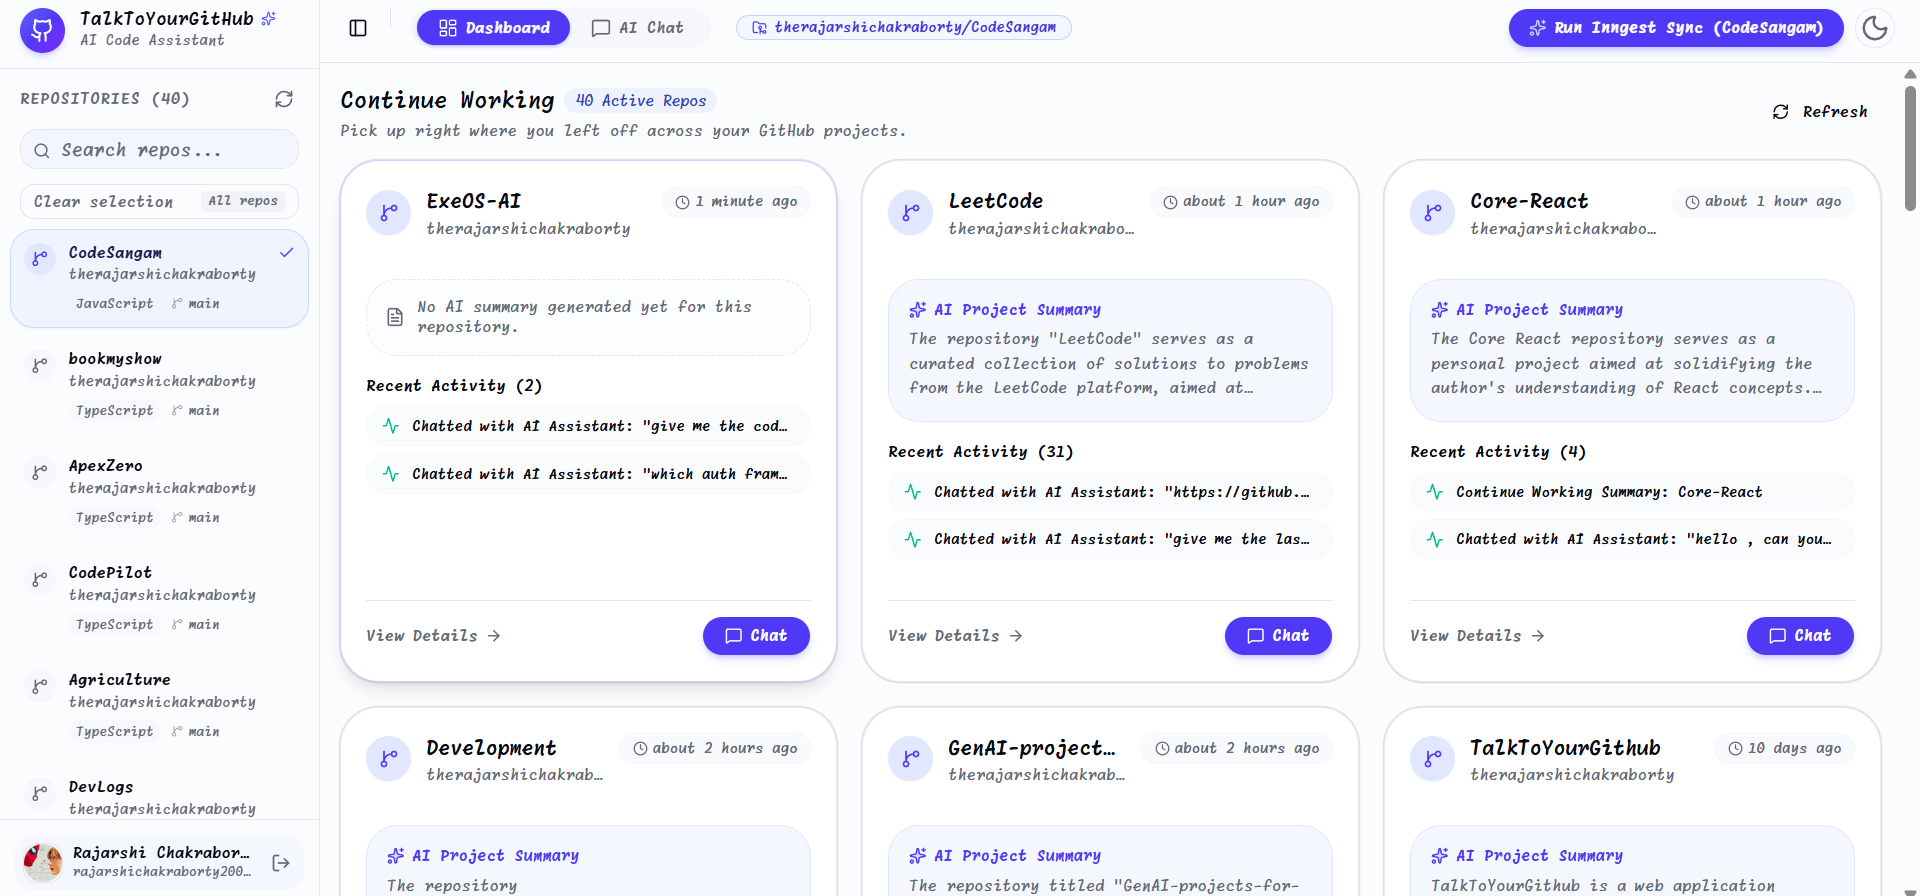 TalkToYourGitHub
AI Code Assistant
REPOSITORIES (40)
Search repos...
Clear selection
All repos
CodeSangam
therajarshichakraborty
JavaScript
main
bookmyshow
therajarshichakraborty
TypeScript
main
ApexZero
therajarshichakraborty
TypeScript
main
CodePilot
therajarshichakraborty
TypeScript
main
Agriculture
therajarshichakraborty
TypeScript
main
DevLogs
therajarshichakraborty
Rajarshi Chakrabor...
rajarshichakraborty200...
Dashboard
AI Chat
therajarshichakraborty/CodeSangam
Run Inngest Sync (CodeSangam)
Continue Working
40 Active Repos
Pick up right where you left off across your GitHub projects.
Refresh
ExeOS-AI
1 minute ago
therajarshichakraborty
No AI summary generated yet for this
repository.
Recent Activity (2)
Chatted with AI Assistant: "give me the cod…
Chatted with AI Assistant: "which auth fram…
View Details
Chat
LeetCode
about 1 hour ago
therajarshichakrabo…
AI Project Summary
The repository "LeetCode" serves as a
curated collection of solutions to problems
from the LeetCode platform, aimed at…
Recent Activity (31)
Chatted with AI Assistant: "https://github.…
Chatted with AI Assistant: "give me the las…
View Details
Chat
Core-React
about 1 hour ago
therajarshichakrabo…
AI Project Summary
The Core React repository serves as a
personal project aimed at solidifying the
author's understanding of React concepts.…
Recent Activity (4)
Continue Working Summary: Core-React
Chatted with AI Assistant: "hello , can you…
View Details
Chat
Development
about 2 hours ago
therajarshichakrab…
AI Project Summary
The repository
GenAI-project…
about 2 hours ago
therajarshichakrab…
AI Project Summary
The repository titled "GenAI-projects-for-
TalkToYourGithub
10 days ago
therajarshichakraborty
AI Project Summary
TalkToYourGithub is a web application